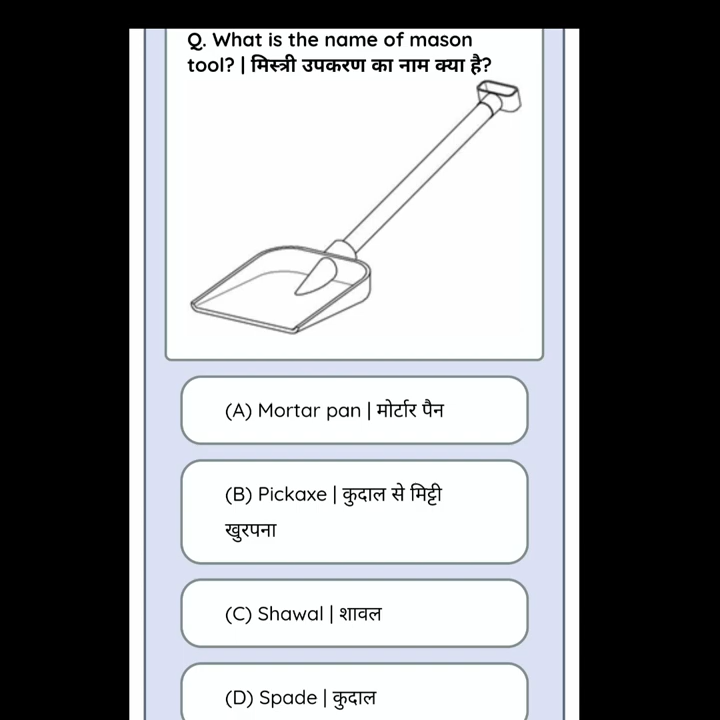 Q. What is the name of mason
tool? | मिस्त्री उपकरण का नाम क्या है?
(A) Mortar pan | मोर्टार पैन
(B) Pickaxe | कुदाल से मिट्टी
खुरपना
(C) Shawal | शावल
(D) Spade | कुदाल